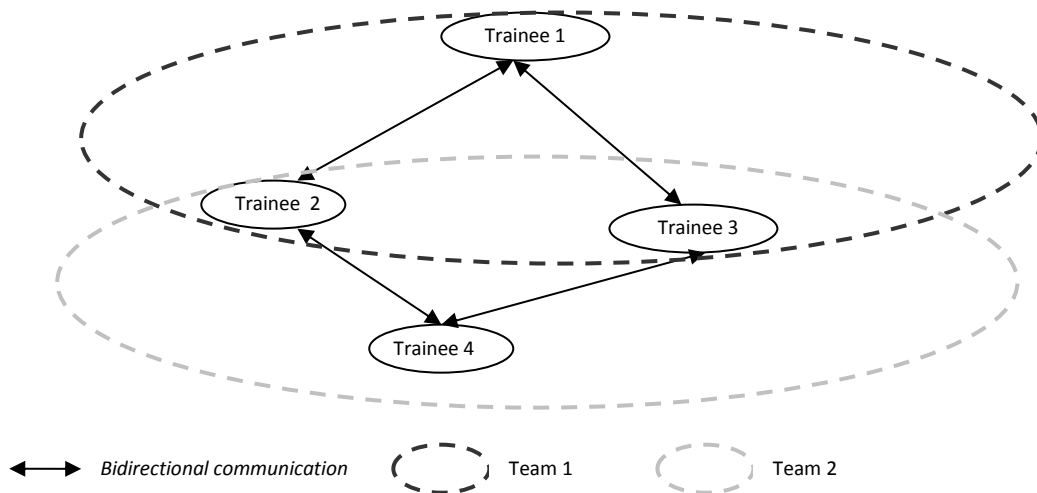 Trainee 1
Trainee 2
Trainee 3
Trainee 4
Bidirectional communication
Team 1
Team 2